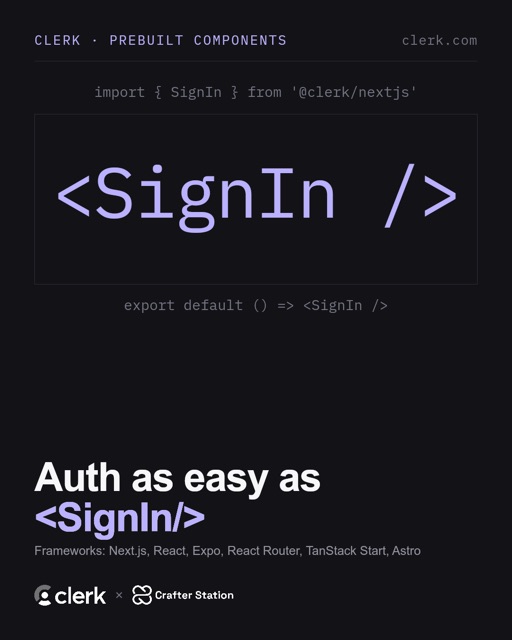 CLERK · PREBUILT COMPONENTS
clerk.com
import { SignIn } from '@clerk/nextjs'
<SignIn />
export default () => <SignIn />
Auth as easy as
<SignIn/>
Frameworks: Next.js, React, Expo, React Router, TanStack Start, Astro
clerk × Crafter Station